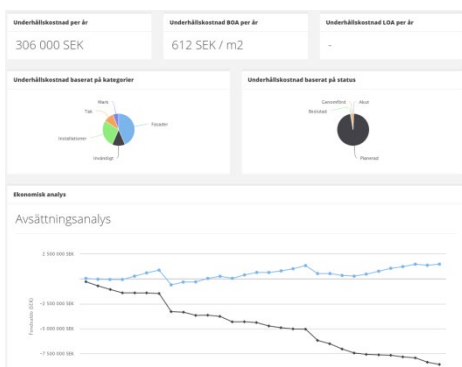 Underhållskostnad per år
306 000 SEK
Underhållskostnad BOA per år
612 SEK / m2
Underhållskostnad LOA per år
-
Underhållskostnad baserat på kategorier
Mark
Tak
Fasader
Installationer
Invändigt
Underhållskostnad baserat på status
Genomförd
Akut
Beslutad
Planerad
Ekonomisk analys
Avsättningsanalys
2 500 000 SEK
-2 500 000 SEK
-5 000 000 SEK
-7 500 000 SEK